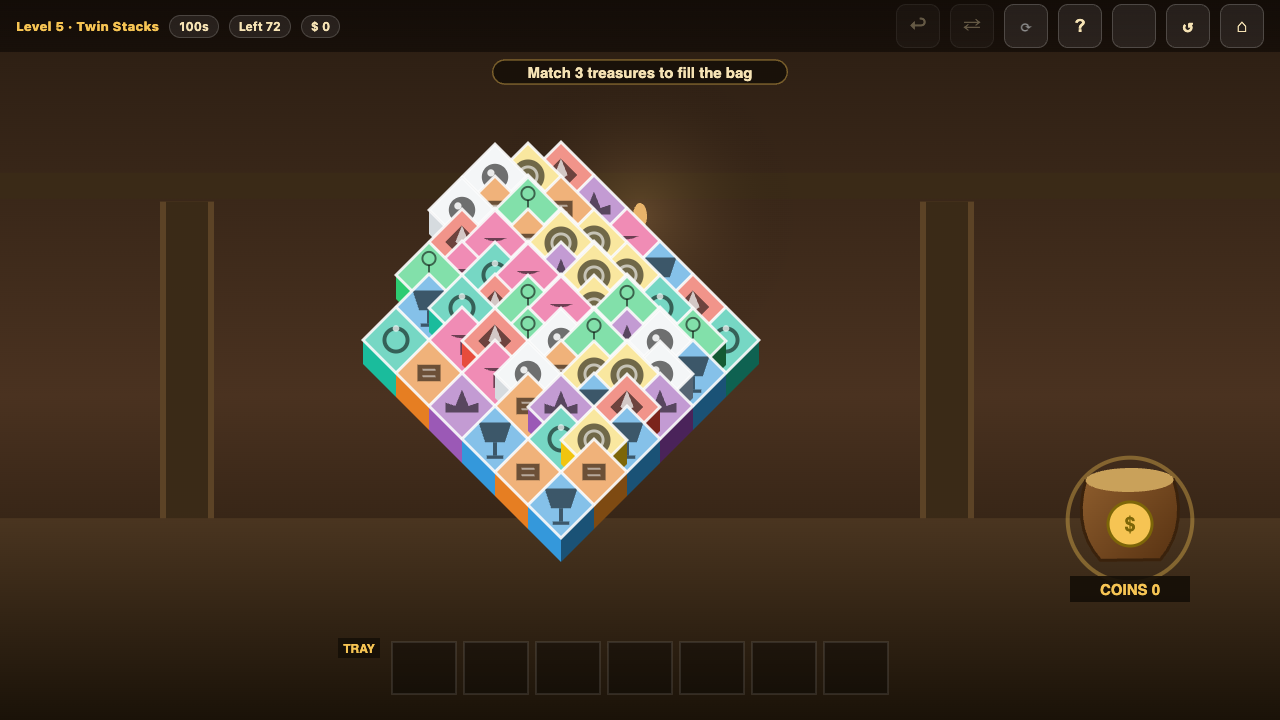 Level 5 · Twin Stacks 100s Left 72 $ 0 ?
Match 3 treasures to fill the bag
$
COINS 0
TRAY